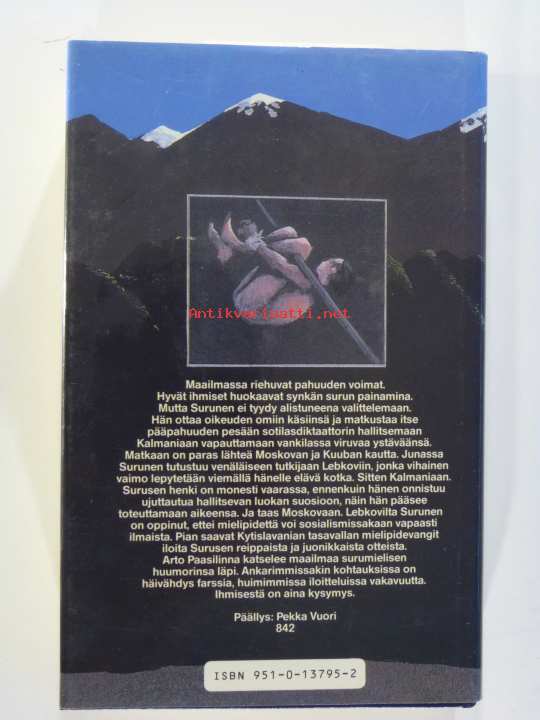 Antikvariaatti.net
Maailmassa riehuvat pahuuden voimat.
Hyvät ihmiset huokaavat synkän surun painamina.
Mutta Surunen ei tyydy alistuneena valittelemaan.
Hän ottaa oikeuden omiin käsiinsä ja matkustaa itse
pääpahuuden pesään sotilasdiktaattorin hallitsemaan
Kalmaniaan vapauttamaan vankilassa viruvaa ystäväänsä.
Matkaan on paras lähteä Moskovan ja Kuuban kautta. Junassa
Surunen tutustuu venäläiseen tutkijaan Lebkoviin, jonka vihainen
vaimo lepytetään viemällä hänelle elävä kotka. Sitten Kalmaniaan.
Surusen henki on monesti vaarassa, ennenkuin hänen onnistuu
ujuttautua hallitsevan luokan suosioon, näin hän pääsee
toteuttamaan aikeensa. Ja taas Moskovaan. Lebkovilta Surunen
on oppinut, ettei mielipidettä voi sosialismissakaan vapaasti
ilmaista. Pian saavat Kytislavanian tasavallan mielipidevangit
iloita Surusen reippaista ja juonikkaista otteista.
Arto Paasilinna katselee maailmaa surumielisen
huumorinsa läpi. Ankarimmissakin kohtauksissa on
häivähdys farssia, huimimmissa iloitteluissa vakavuutta.
Ihmisestä on aina kysymys.
Päällys: Pekka Vuori
842
ISBN 951-0-13795-2